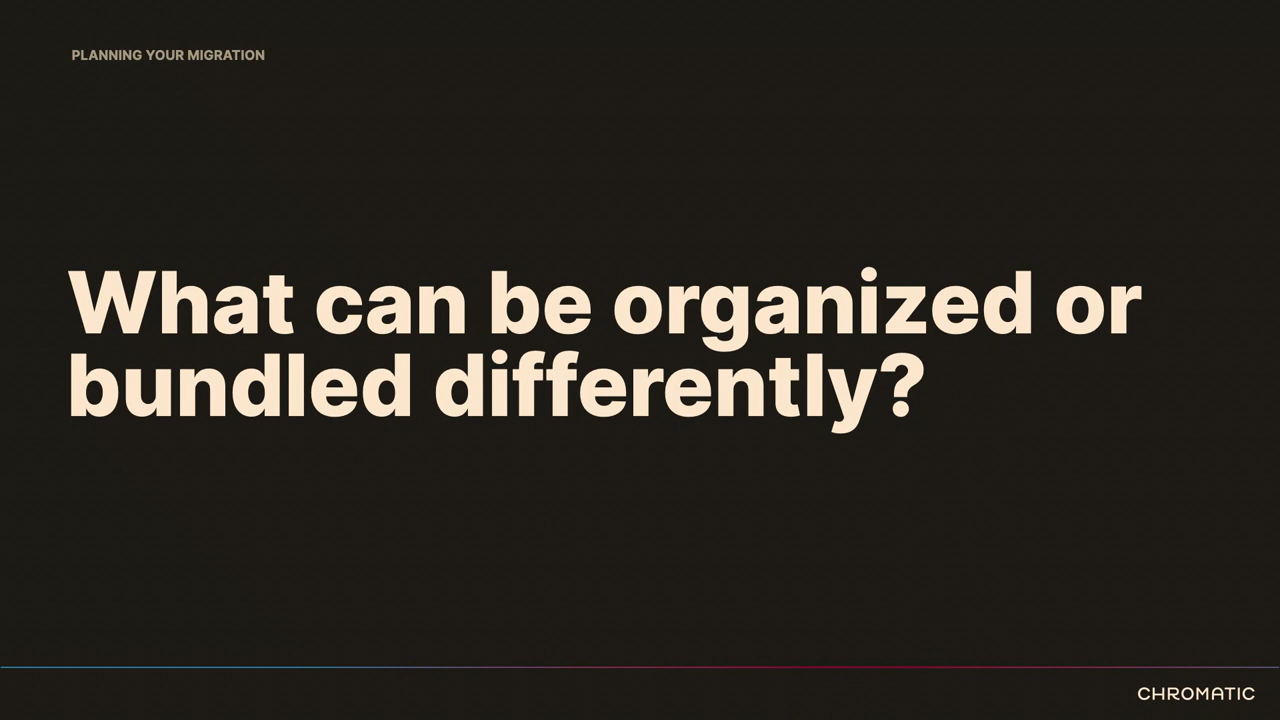 PLANNING YOUR MIGRATION
What can be organized or
bundled differently?
CHROMATIC